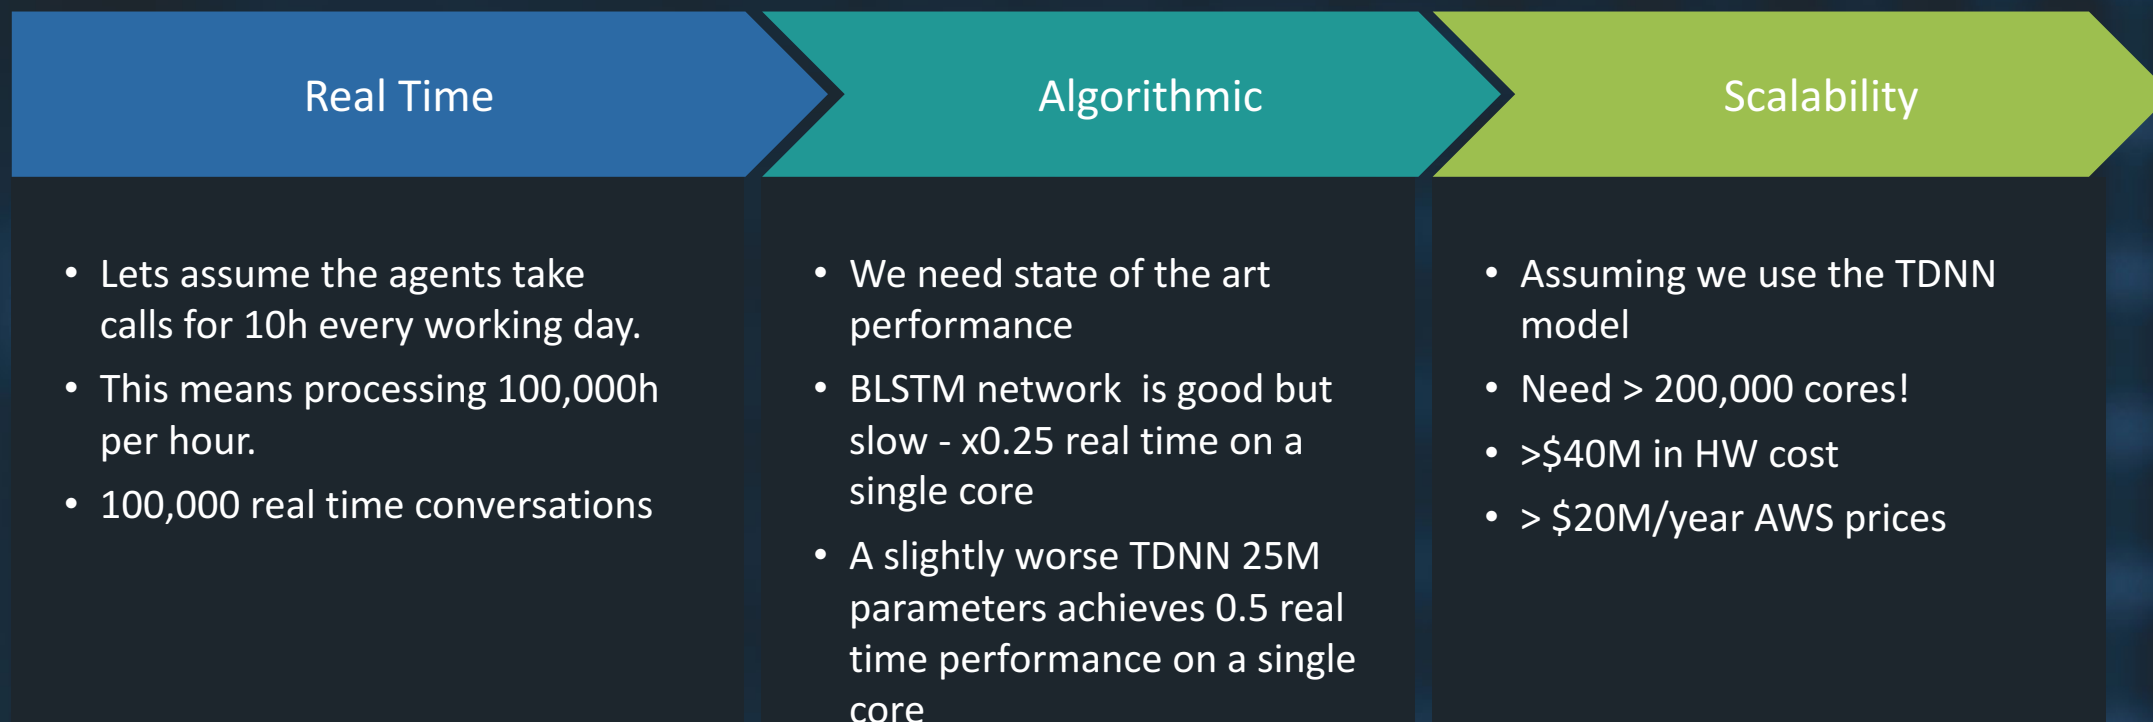 Real Time
Algorithmic
Scalability
• Lets assume the agents take
calls for 10h every working day.
• This means processing 100,000h
per hour.
• 100,000 real time conversations
• We need state of the art
performance
• BLSTM network  is good but
slow - x0.25 real time on a
single core
• A slightly worse TDNN 25M
parameters achieves 0.5 real
time performance on a single
core
• Assuming we use the TDNN
model
• Need > 200,000 cores!
• >$40M in HW cost
• > $20M/year AWS prices